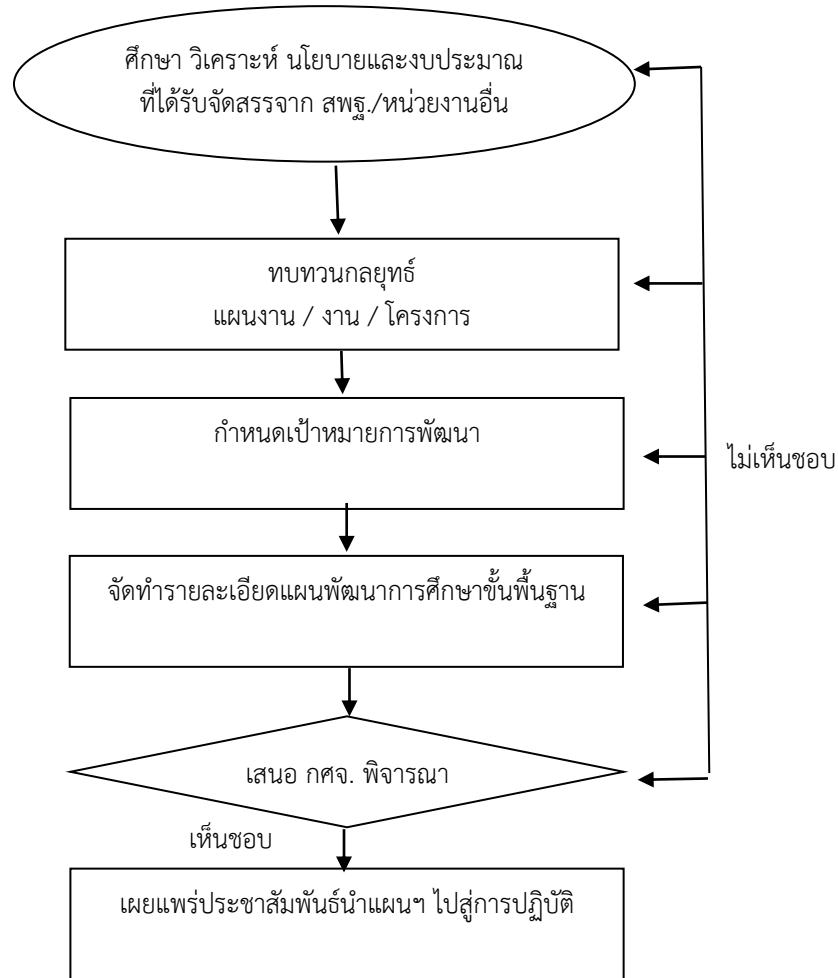 ศึกษา วิเคราะห์ นโยบายและงบประมาณ
ที่ได้รับจัดสรรจาก สพฐ./หน่วยงานอื่น
ทบทวนกลยุทธ์
แผนงาน / งาน / โครงการ
กำหนดเป้าหมายการพัฒนา
ไม่เห็นชอบ
จัดทำรายละเอียดแผนพัฒนาการศึกษาขั้นพื้นฐาน
เสนอ กศจ. พิจารณา
เห็นชอบ
เผยแพร่ประชาสัมพันธ์นำแผนฯ ไปสู่การปฏิบัติ